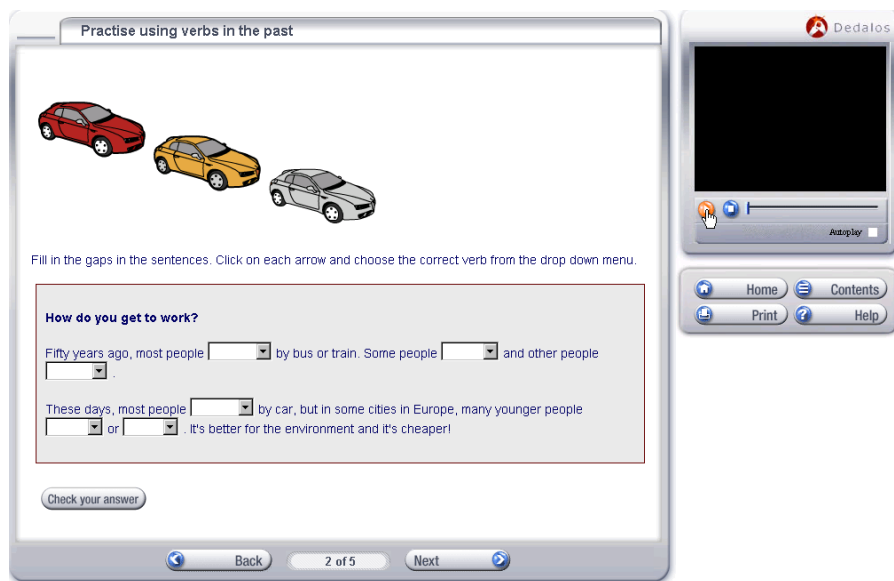 Practise using verbs in the past
Dedalos
Autoplay
Fill in the gaps in the sentences. Click on each arrow and choose the correct verb from the drop down menu.
Home
Contents
Print
Help
How do you get to work?
Fifty years ago, most people by bus or train. Some people and other people
.
These days, most people by car, but in some cities in Europe, many younger people
or . It's better for the environment and it's cheaper!
Check your answer
Back
2 of 5
Next